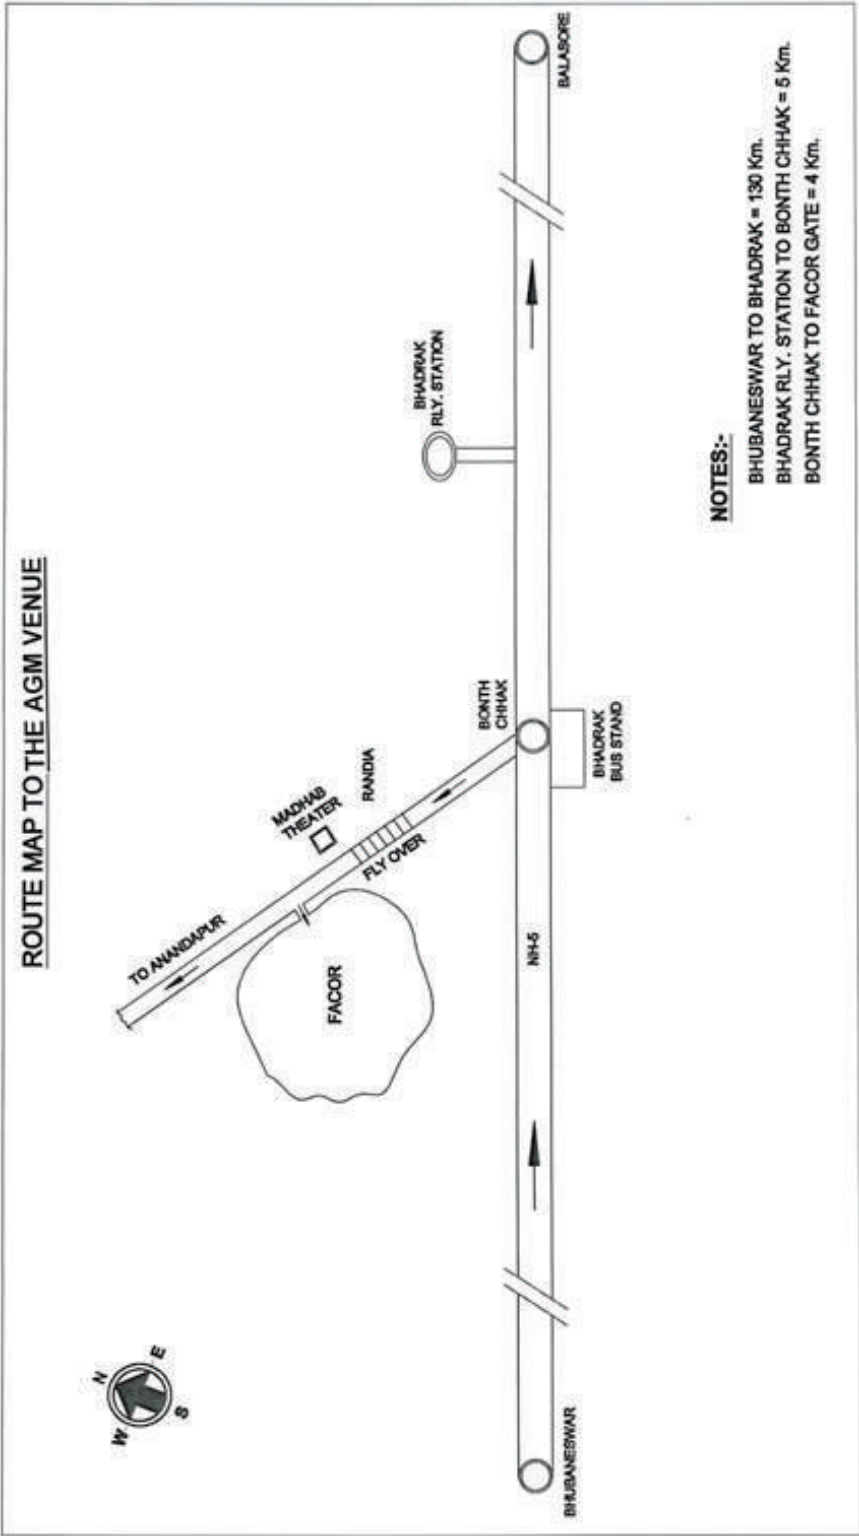 ROUTE MAP TO THE AGM VENUE
N
W
E
S
TO ANANDAPUR
MADHAB
THEATER
RANDIA
FLY OVER
FACOR
BONTH
CHHAK
BHADRAK
RLY. STATION
NH-5
BHUBANESWAR
BHADRAK
BUS STAND
BALASORE
NOTES:-
BHUBANESWAR TO BHADRAK = 130 Km.
BHADRAK RLY. STATION TO BONTH CHHAK = 5 Km.
BONTH CHHAK TO FACOR GATE = 4 Km.